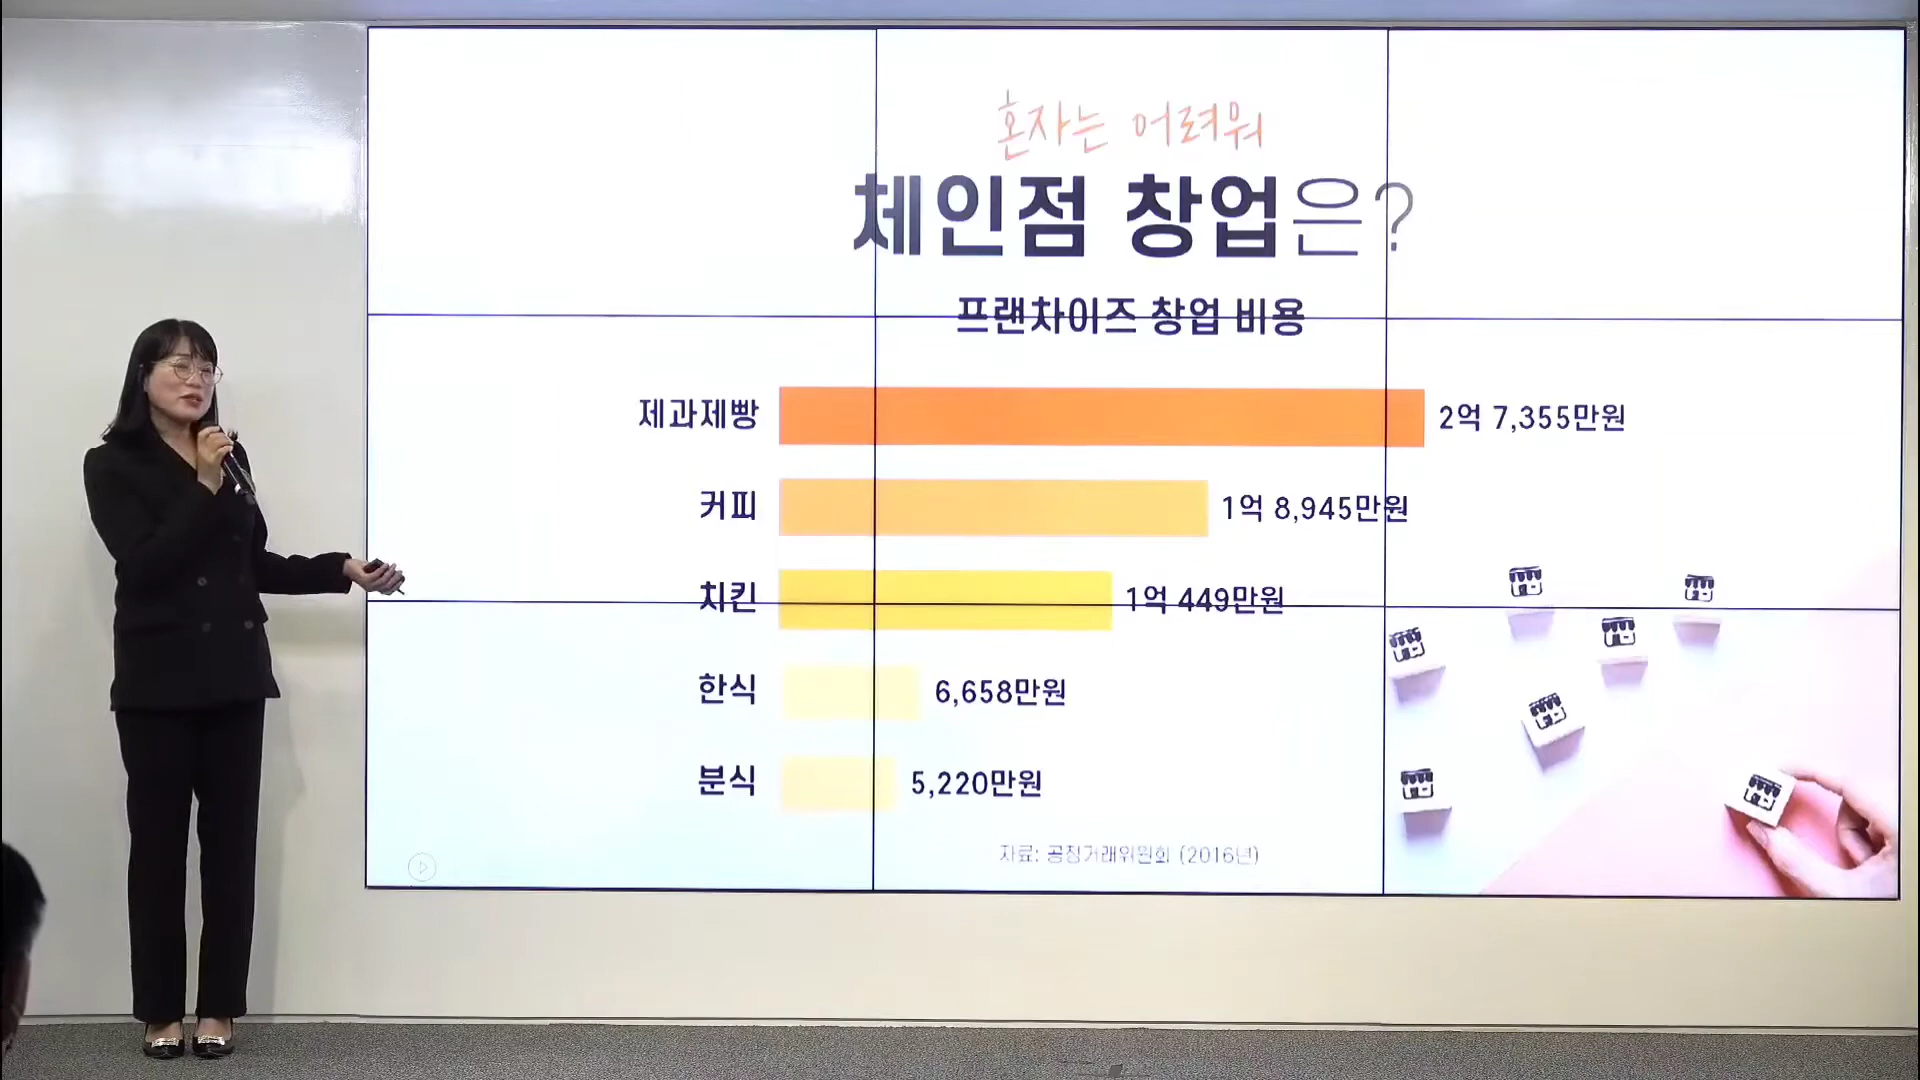 혼자는 어려워
체인점 창업은?
프랜차이즈 창업 비용
제과제빵 2억 7,355만원
커피 1억 8,945만원
치킨 1억 449만원
한식 6,658만원
분식 5,220만원
자료: 공정거래위원회 (2016년)